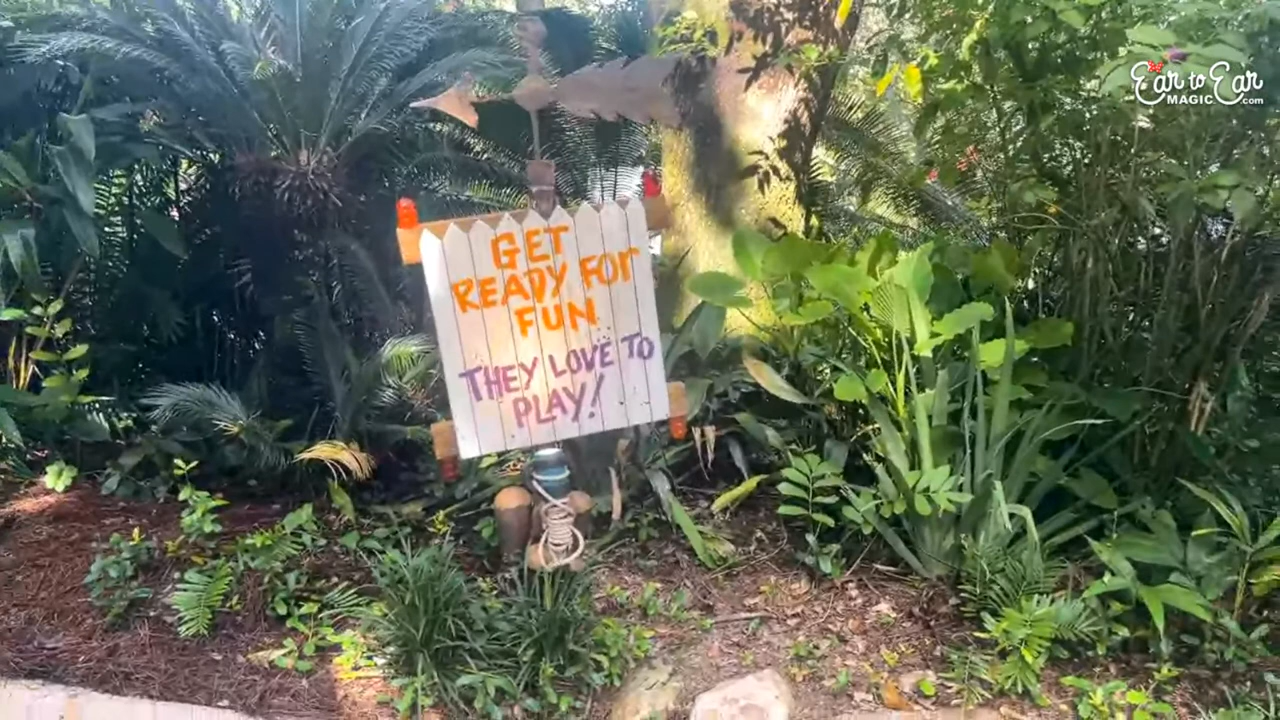 Ear to Ear
MAGIC.com
GET
READY FOR
FUN
THEY LOVE TO
PLAY!